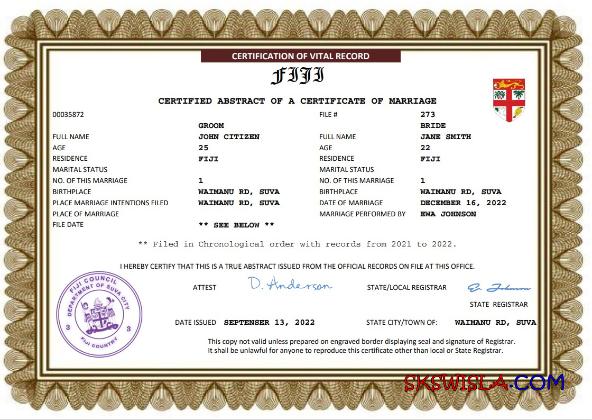 CERTIFICATION OF VITAL RECORD
FIJI
CERTIFIED ABSTRACT OF A CERTIFICATE OF MARRIAGE
00035872 FILE # 273
GROOM BRIDE
FULL NAME JOHN CITIZEN FULL NAME JANE SMITH
AGE 25 AGE 22
RESIDENCE FIJI RESIDENCE FIJI
MARITAL STATUS MARITAL STATUS
NO. OF THIS MARRIAGE 1 NO. OF THIS MARRIAGE 1
BIRTHPLACE WAIMANU RD, SUVA BIRTHPLACE WAIMANU RD, SUVA
PLACE MARRIAGE INTENTIONS FILED WAIMANU RD, SUVA DATE OF MARRIAGE DECEMBER 16, 2022
PLACE OF MARRIAGE MARRIAGE PERFORMED BY EWA JOHNSON
FILE DATE ** SEE BELOW **
** Filed in Chronological order with records from 2021 to 2022.
I HEREBY CERTIFY THAT THIS IS A TRUE ABSTRACT ISSUED FROM THE OFFICIAL RECORDS ON FILE AT THIS OFFICE.
FIJI COUNCIL
DEPARTMENT OF SUVA CITY
FIJI COUNTRY
ATTEST D. Anderson STATE/LOCAL REGISTRAR E. Johnson
STATE REGISTRAR
DATE ISSUED SEPTENSER 13, 2022 STATE CITY/TOWN OF: WAIMANU RD, SUVA
This copy not valid unless prepared on engraved border displaying seal and signature of Registrar.
It shail be unlawful for anyone to reproduce this certificate other than local or State Registrar.
SKSWISLA.COM